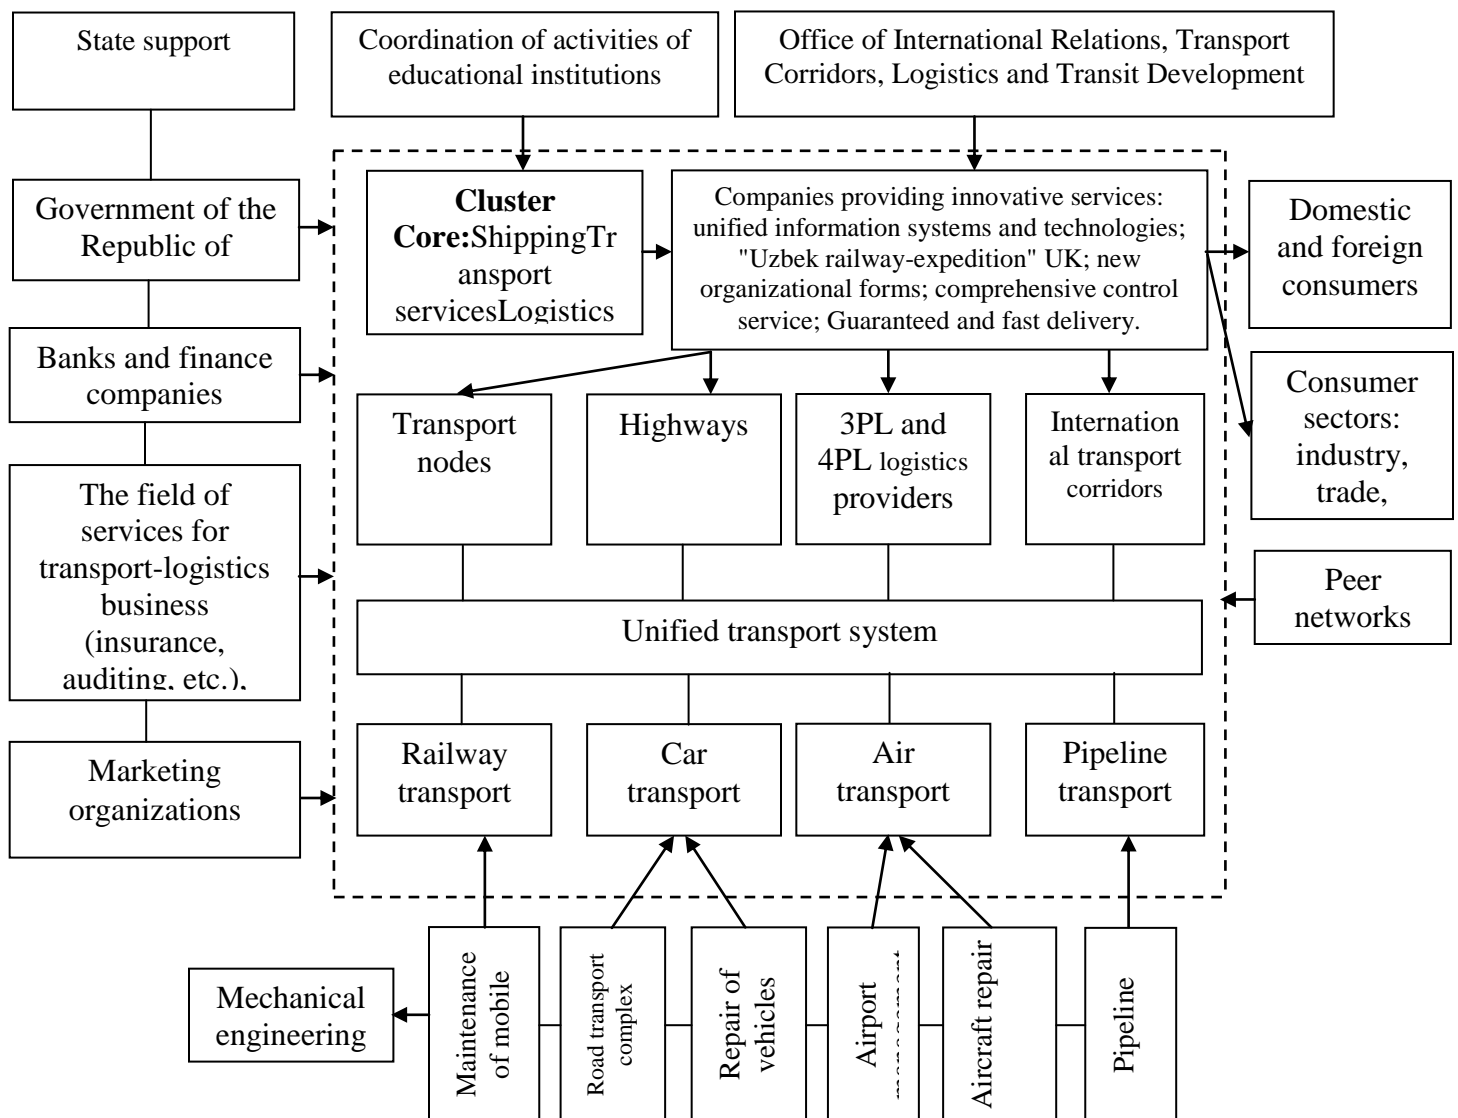 State support
Coordination of activities of
educational institutions
Office of International Relations, Transport
Corridors, Logistics and Transit Development
Government of the
Republic of
Cluster
Core:ShippingTr
ansport
servicesLogistics
Companies providing innovative services:
unified information systems and technologies;
"Uzbek railway-expedition" UK; new
organizational forms; comprehensive control
service; Guaranteed and fast delivery.
Domestic
and foreign
consumers
Banks and finance
companies
Transport
nodes
Highways
3PL and
4PL logistics
providers
Internation
al transport
corridors
Consumer
sectors:
industry,
trade,
The field of
services for
transport-logistics
business
(insurance,
auditing, etc.),
Unified transport system
Peer
networks
Marketing
organizations
Railway
transport
Car
transport
Air
transport
Pipeline
transport
Mechanical
engineering
Maintenance
of mobile
Road transport
complex
Repair of
vehicles
Airport
Aircraft repair
Pipeline